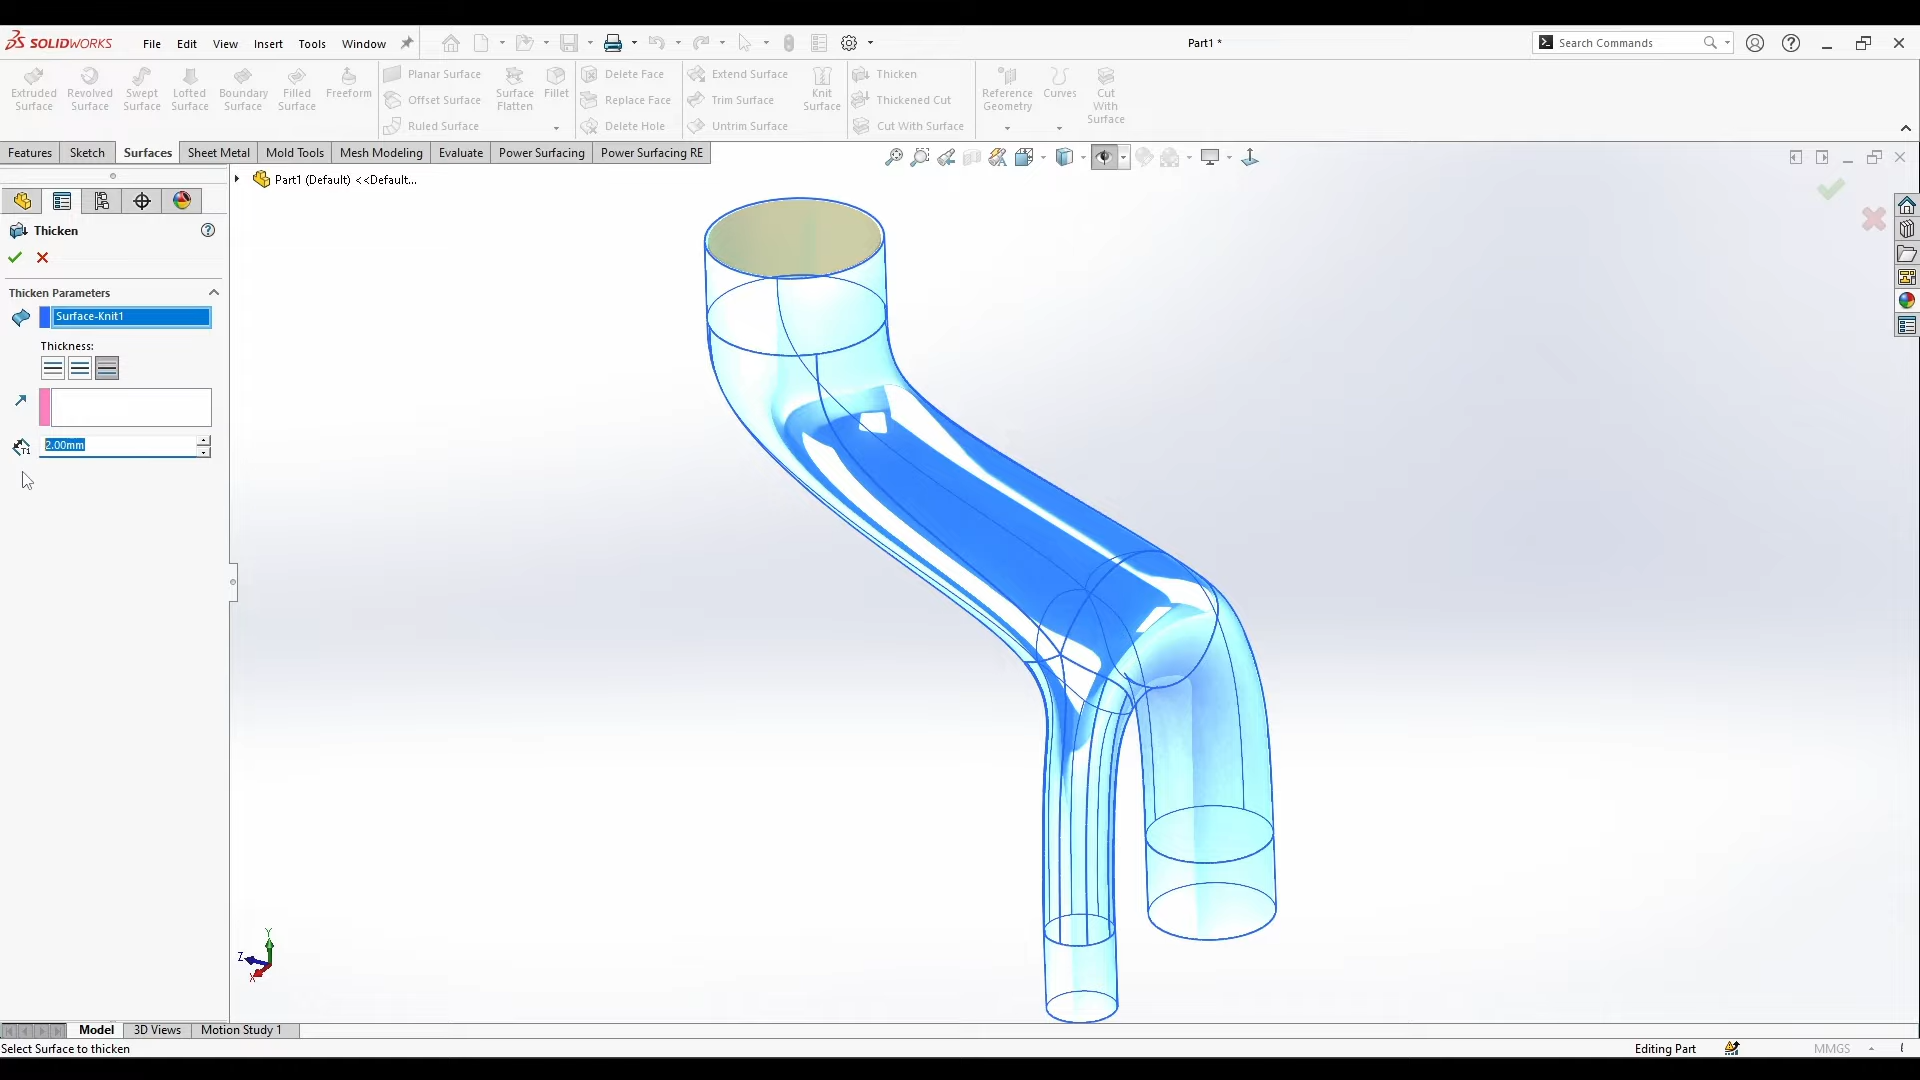 SOLIDWORKS
File Edit View Insert Tools Window
Part1 *
Search Commands
Extruded Surface
Revolved Surface
Swept Surface
Lofted Surface
Boundary Surface
Filled Surface
Freeform
Planar Surface
Offset Surface
Ruled Surface
Surface Flatten
Fillet
Delete Face
Replace Face
Delete Hole
Extend Surface
Trim Surface
Untrim Surface
Knit Surface
Thicken
Thickened Cut
Cut With Surface
Reference Geometry
Curves
Cut With Surface
Features Sketch Surfaces Sheet Metal Mold Tools Mesh Modeling Evaluate Power Surfacing Power Surfacing RE
Part1 (Default) <<Default...
Thicken
Thicken Parameters
Surface-Knit1
Thickness:
T1
2.00mm
Y
Z
X
Model 3D Views Motion Study 1
Select Surface to thicken
Editing Part
MMGS